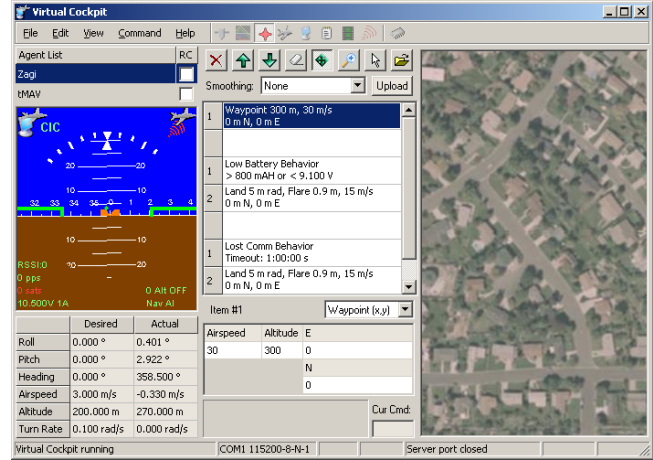 Virtual Cockpit
File Edit View Command Help
Agent List RC
Zagi
tMAV
Smoothing: None Upload
1 Waypoint 300 m, 30 m/s
0 m N, 0 m E
1 Low Battery Behavior
> 800 mAH or < 9.100 V
2 Land 5 m rad, Flare 0.9 m, 15 m/s
0 m N, 0 m E
1 Lost Comm Behavior
Timeout: 1:00:00 s
2 Land 5 m rad, Flare 0.9 m, 15 m/s
0 m N, 0 m E
CIC
20 20
10 10
32 33 34 35 0 1 2 3 4
10 10
RSSI:0 20 20
0 pps
0 sats 0 Alt OFF
10.500V 1A Nav AI
Item #1 Waypoint (x,y)
Airspeed Altitude E
30 300 0
N
0
Cur Cmd:
Desired Actual
Roll 0.000 ° 0.401 °
Pitch 0.000 ° 2.922 °
Heading 0.000 ° 358.500 °
Airspeed 3.000 m/s -0.330 m/s
Altitude 200.000 m 270.000 m
Turn Rate 0.100 rad/s 0.000 rad/s
Virtual Cockpit running COM1 115200-8-N-1 Server port closed